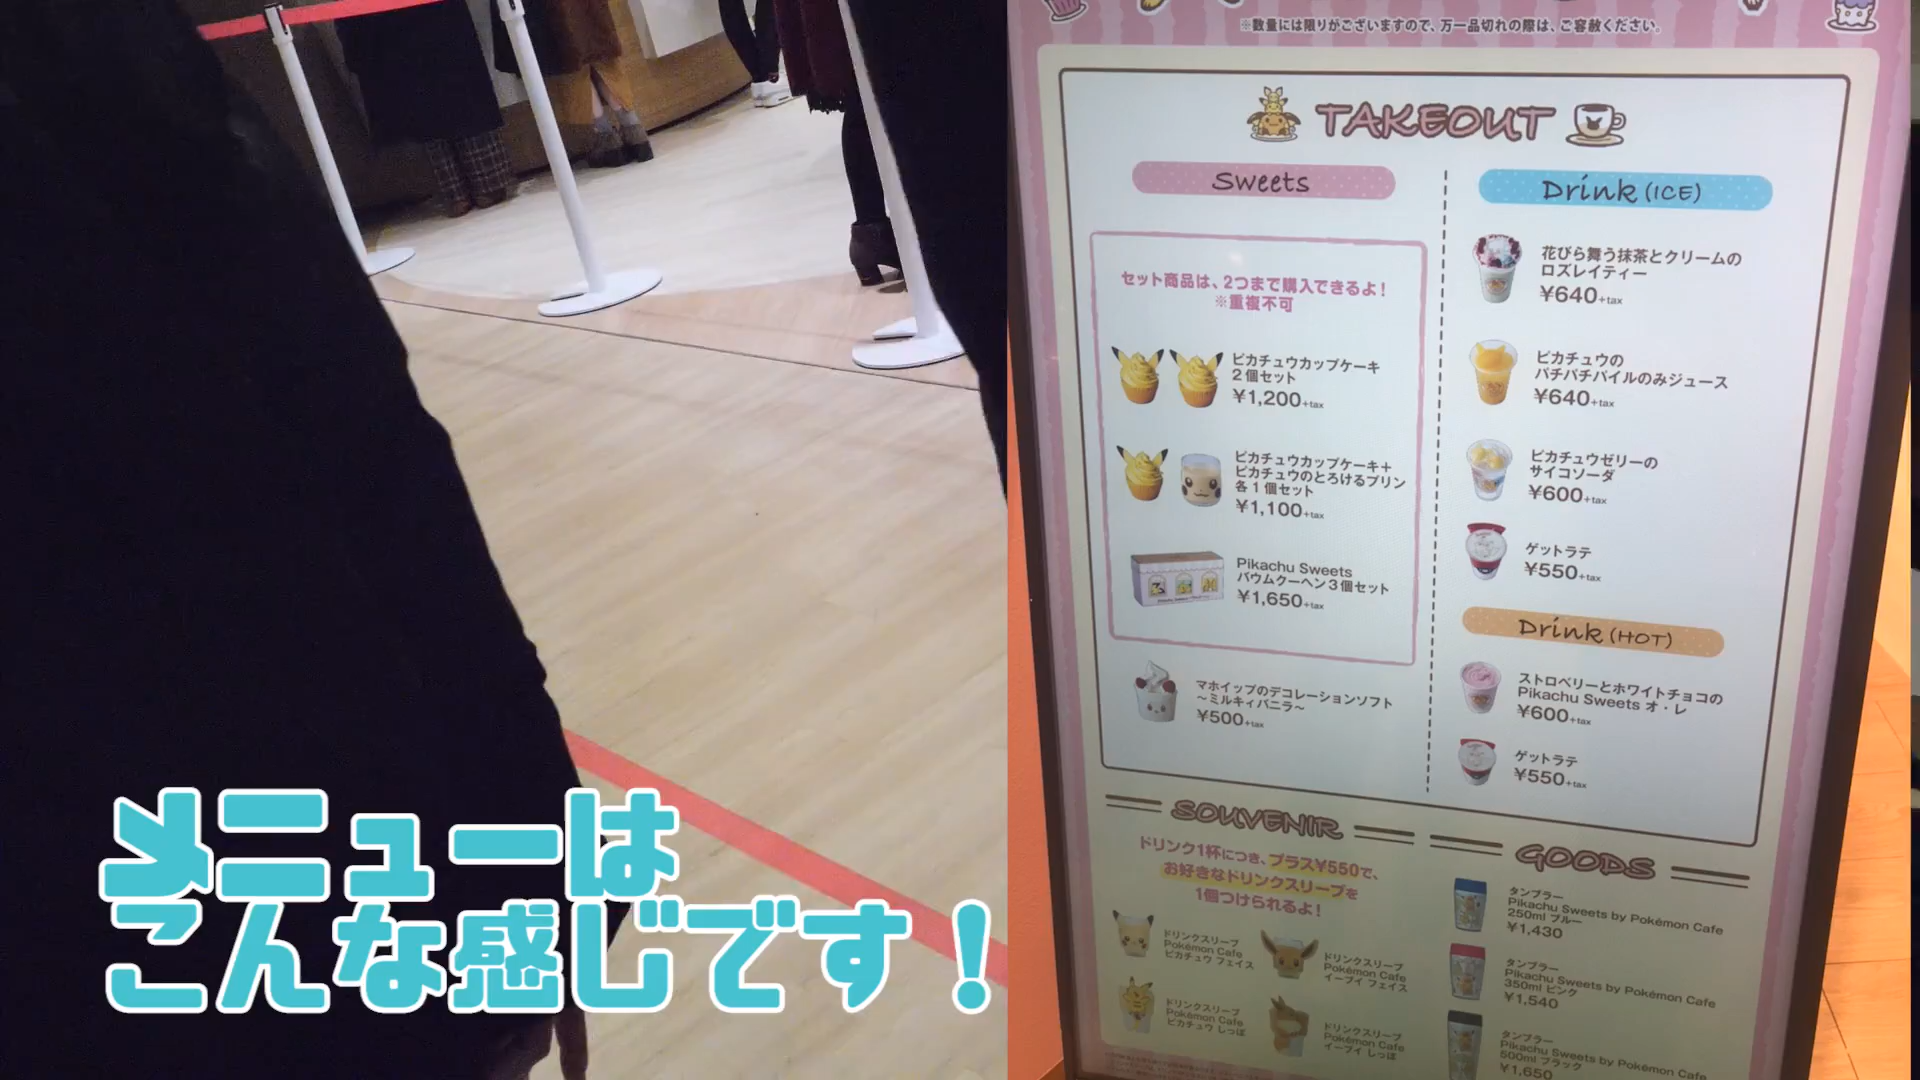 ※数量には限りがございますので、万一品切れの際は、ご容赦ください。
TAKEOUT
Sweets
セット商品は、2つまで購入できるよ!
※重複不可
ピカチュウカップケーキ
2個セット
¥1,200+tax
ピカチュウカップケーキ+
ピカチュウのとろけるプリン
各1個セット
¥1,100+tax
Pikachu Sweets
バウムクーヘン3個セット
¥1,650+tax
マホイップのデコレーションソフト
~ミルキィバニラ~
¥500+tax
Drink (ICE)
花びら舞う抹茶とクリームの
ロズレイティー
¥640+tax
ピカチュウの
パチパチパイルのみジュース
¥640+tax
ピカチュウゼリーの
サイコソーダ
¥600+tax
ゲットラテ
¥550+tax
Drink (HOT)
ストロベリーとホワイトチョコの
Pikachu Sweets オ・レ
¥600+tax
ゲットラテ
¥550+tax
SOUVENIR
ドリンク1杯につき、プラス¥550で、
お好きなドリンクスリーブを
1個つけられるよ!
ドリンクスリーブ
Pokémon Cafe
ピカチュウ フェイス
ドリンクスリーブ
Pokémon Cafe
イーブイ フェイス
ドリンクスリーブ
Pokémon Cafe
ピカチュウ しっぽ
ドリンクスリーブ
Pokémon Cafe
イーブイ しっぽ
GOODS
タンブラー
Pikachu Sweets by Pokémon Cafe
250ml ブルー
¥1,430
タンブラー
Pikachu Sweets by Pokémon Cafe
350ml ピンク
¥1,540
タンブラー
Pikachu Sweets by Pokémon Cafe
500ml ブラック
¥1,650
メニューは
こんな感じです!